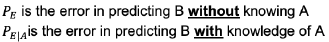 P_E is the error in predicting B without knowing A
P_E|A is the error in predicting B with knowledge of A